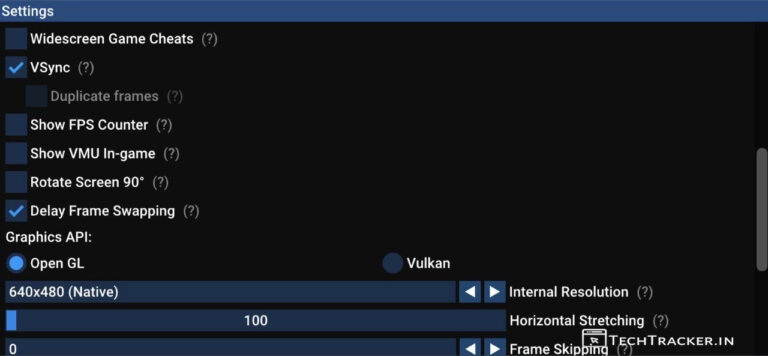 Settings
Widescreen Game Cheats (?)
VSync (?)
Duplicate frames (?)
Show FPS Counter (?)
Show VMU In-game (?)
Rotate Screen 90° (?)
Delay Frame Swapping (?)
Graphics API:
Open GL Vulkan
640x480 (Native) Internal Resolution (?)
100 Horizontal Stretching (?)
0 Frame Skipping (?)
TECHTRACKER.IN